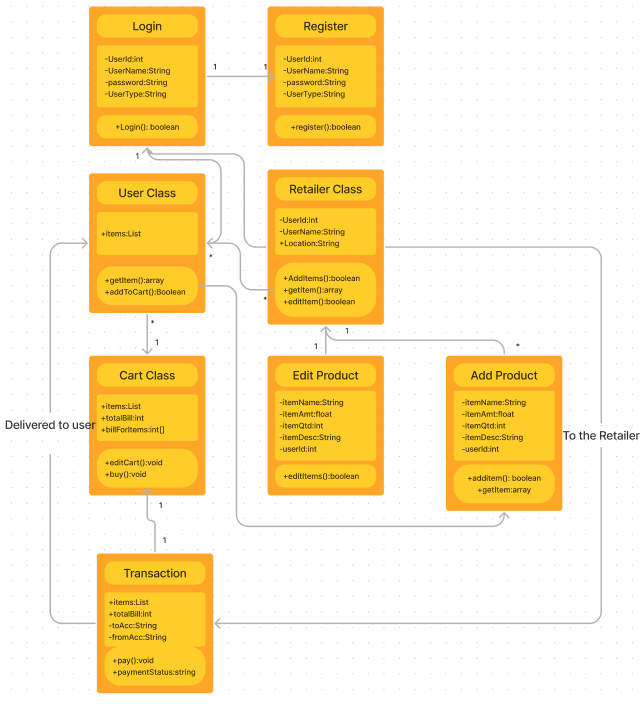 Login
-UserId:int
-UserName:String
-password:String
-UserType:String
+Login(): boolean
1
1
Register
-UserId:int
-UserName:String
-password:String
-UserType:String
+register():boolean
1
User Class
+items:List
+getItem():array
+addToCart():Boolean
*
*
Retailer Class
-UserId:int
-UserName:String
+Location:String
+AddItems():boolean
+getItem():array
+editItem():boolean
*
1
1
1
*
Cart Class
+items:List
+totalBill:int
+billForItems:int[]
+editCart():void
+buy():void
Edit Product
-itemName:String
-itemAmt:float
-itemQtd:int
-itemDesc:String
-userId:int
+editItems():boolean
Add Product
-itemName:String
-itemAmt:float
-itemQtd:int
-itemDesc:String
-userId:int
+additem(): boolean
+getItem:array
Delivered to user
To the Retailer
1
1
Transaction
+items:List
+totalBill:int
-toAcc:String
-fromAcc:String
+pay():void
+paymentStatus:string